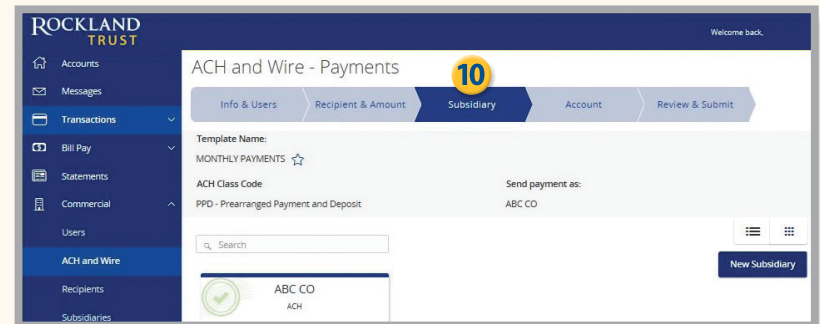 ROCKLAND
TRUST
Welcome back,
Accounts
Messages
Transactions
Bill Pay
Statements
Commercial
Users
ACH and Wire
Recipients
Subsidiaries
ACH and Wire - Payments
10
Info & Users
Recipient & Amount
Subsidiary
Account
Review & Submit
Template Name:
MONTHLY PAYMENTS
ACH Class Code
Send payment as:
PPD - Prearranged Payment and Deposit
ABC CO
Search
New Subsidiary
ABC CO
ACH